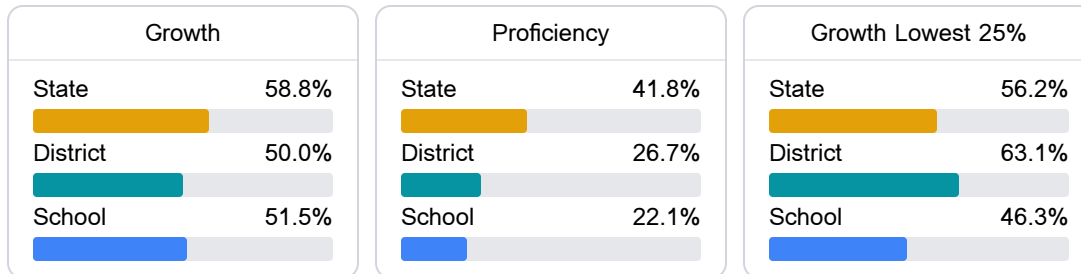 Growth
State 58.8%
District 50.0%
School 51.5%
Proficiency
State 41.8%
District 26.7%
School 22.1%
Growth Lowest 25%
State 56.2%
District 63.1%
School 46.3%